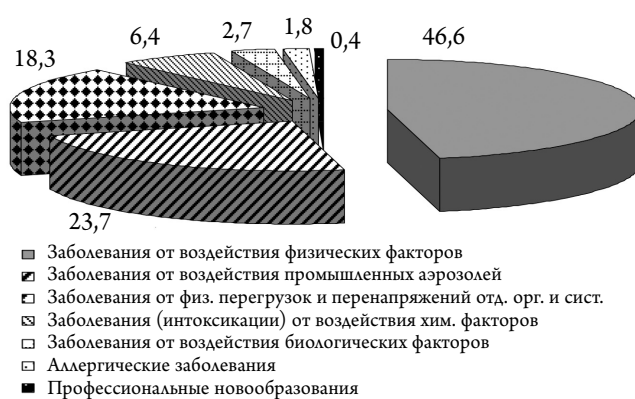 46,6
0,4
1,8
2,7
6,4
18,3
23,7
Заболевания от воздействия физических факторов
Заболевания от воздействия промышленных аэрозолей
Заболевания от физ. перегрузок и перенапряжений отд. орг. и сист.
Заболевания (интоксикации) от воздействия хим. факторов
Заболевания от воздействия биологических факторов
Аллергические заболевания
Профессиональные новообразования